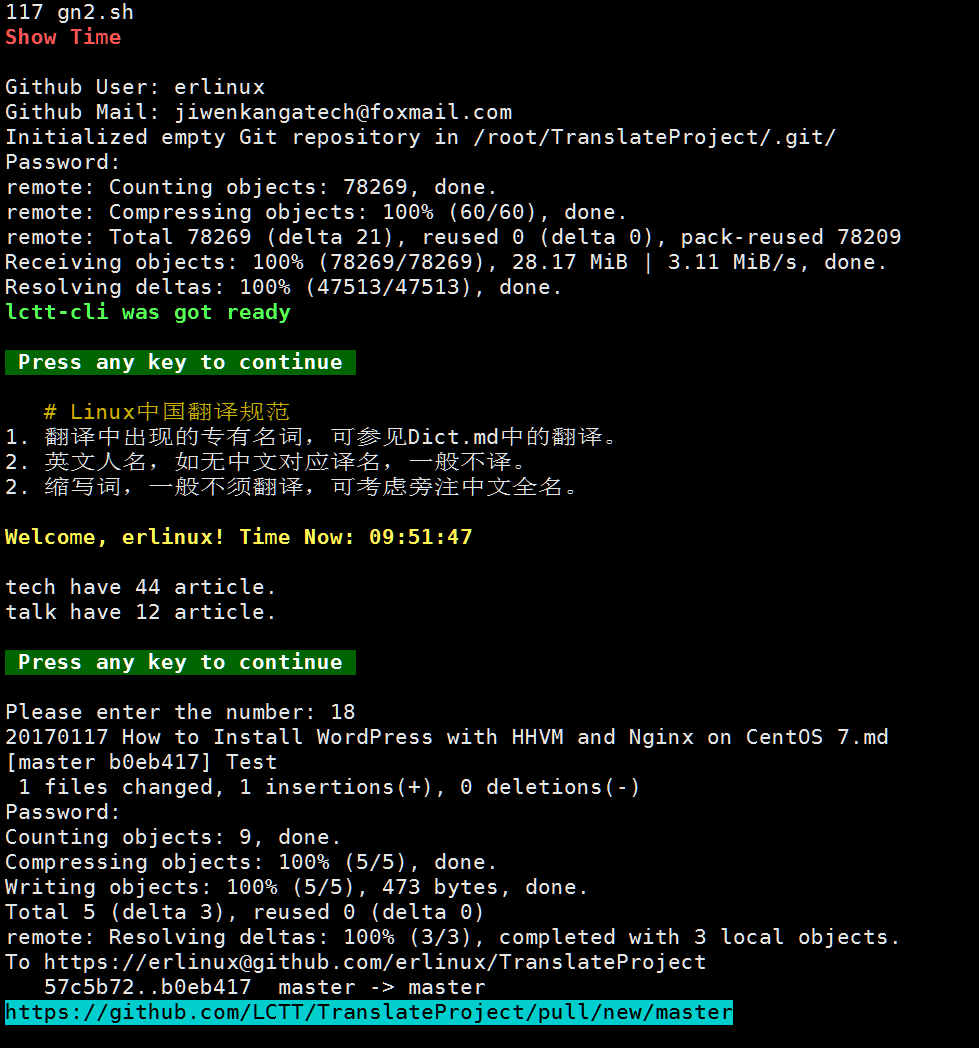 117 gn2.sh
Show Time
Github User: erlinux
Github Mail: jiwenkangatech@foxmail.com
Initialized empty Git repository in /root/TranslateProject/.git/
Password:
remote: Counting objects: 78269, done.
remote: Compressing objects: 100% (60/60), done.
remote: Total 78269 (delta 21), reused 0 (delta 0), pack-reused 78209
Receiving objects: 100% (78269/78269), 28.17 MiB | 3.11 MiB/s, done.
Resolving deltas: 100% (47513/47513), done.
lctt-cli was got ready
Press any key to continue
# Linux中国翻译规范
1. 翻译中出现的专有名词，可参见Dict.md中的翻译。
2. 英文人名，如无中文对应译名，一般不译。
2. 缩写词，一般不须翻译，可考虑旁注中文全名。
Welcome, erlinux! Time Now: 09:51:47
tech have 44 article.
talk have 12 article.
Press any key to continue
Please enter the number: 18
20170117 How to Install WordPress with HHVM and Nginx on CentOS 7.md
[master b0eb417] Test
1 files changed, 1 insertions(+), 0 deletions(-)
Password:
Counting objects: 9, done.
Compressing objects: 100% (5/5), done.
Writing objects: 100% (5/5), 473 bytes, done.
Total 5 (delta 3), reused 0 (delta 0)
remote: Resolving deltas: 100% (3/3), completed with 3 local objects.
To https://erlinux@github.com/erlinux/TranslateProject
57c5b72..b0eb417  master -> master
https://github.com/LCTT/TranslateProject/pull/new/master